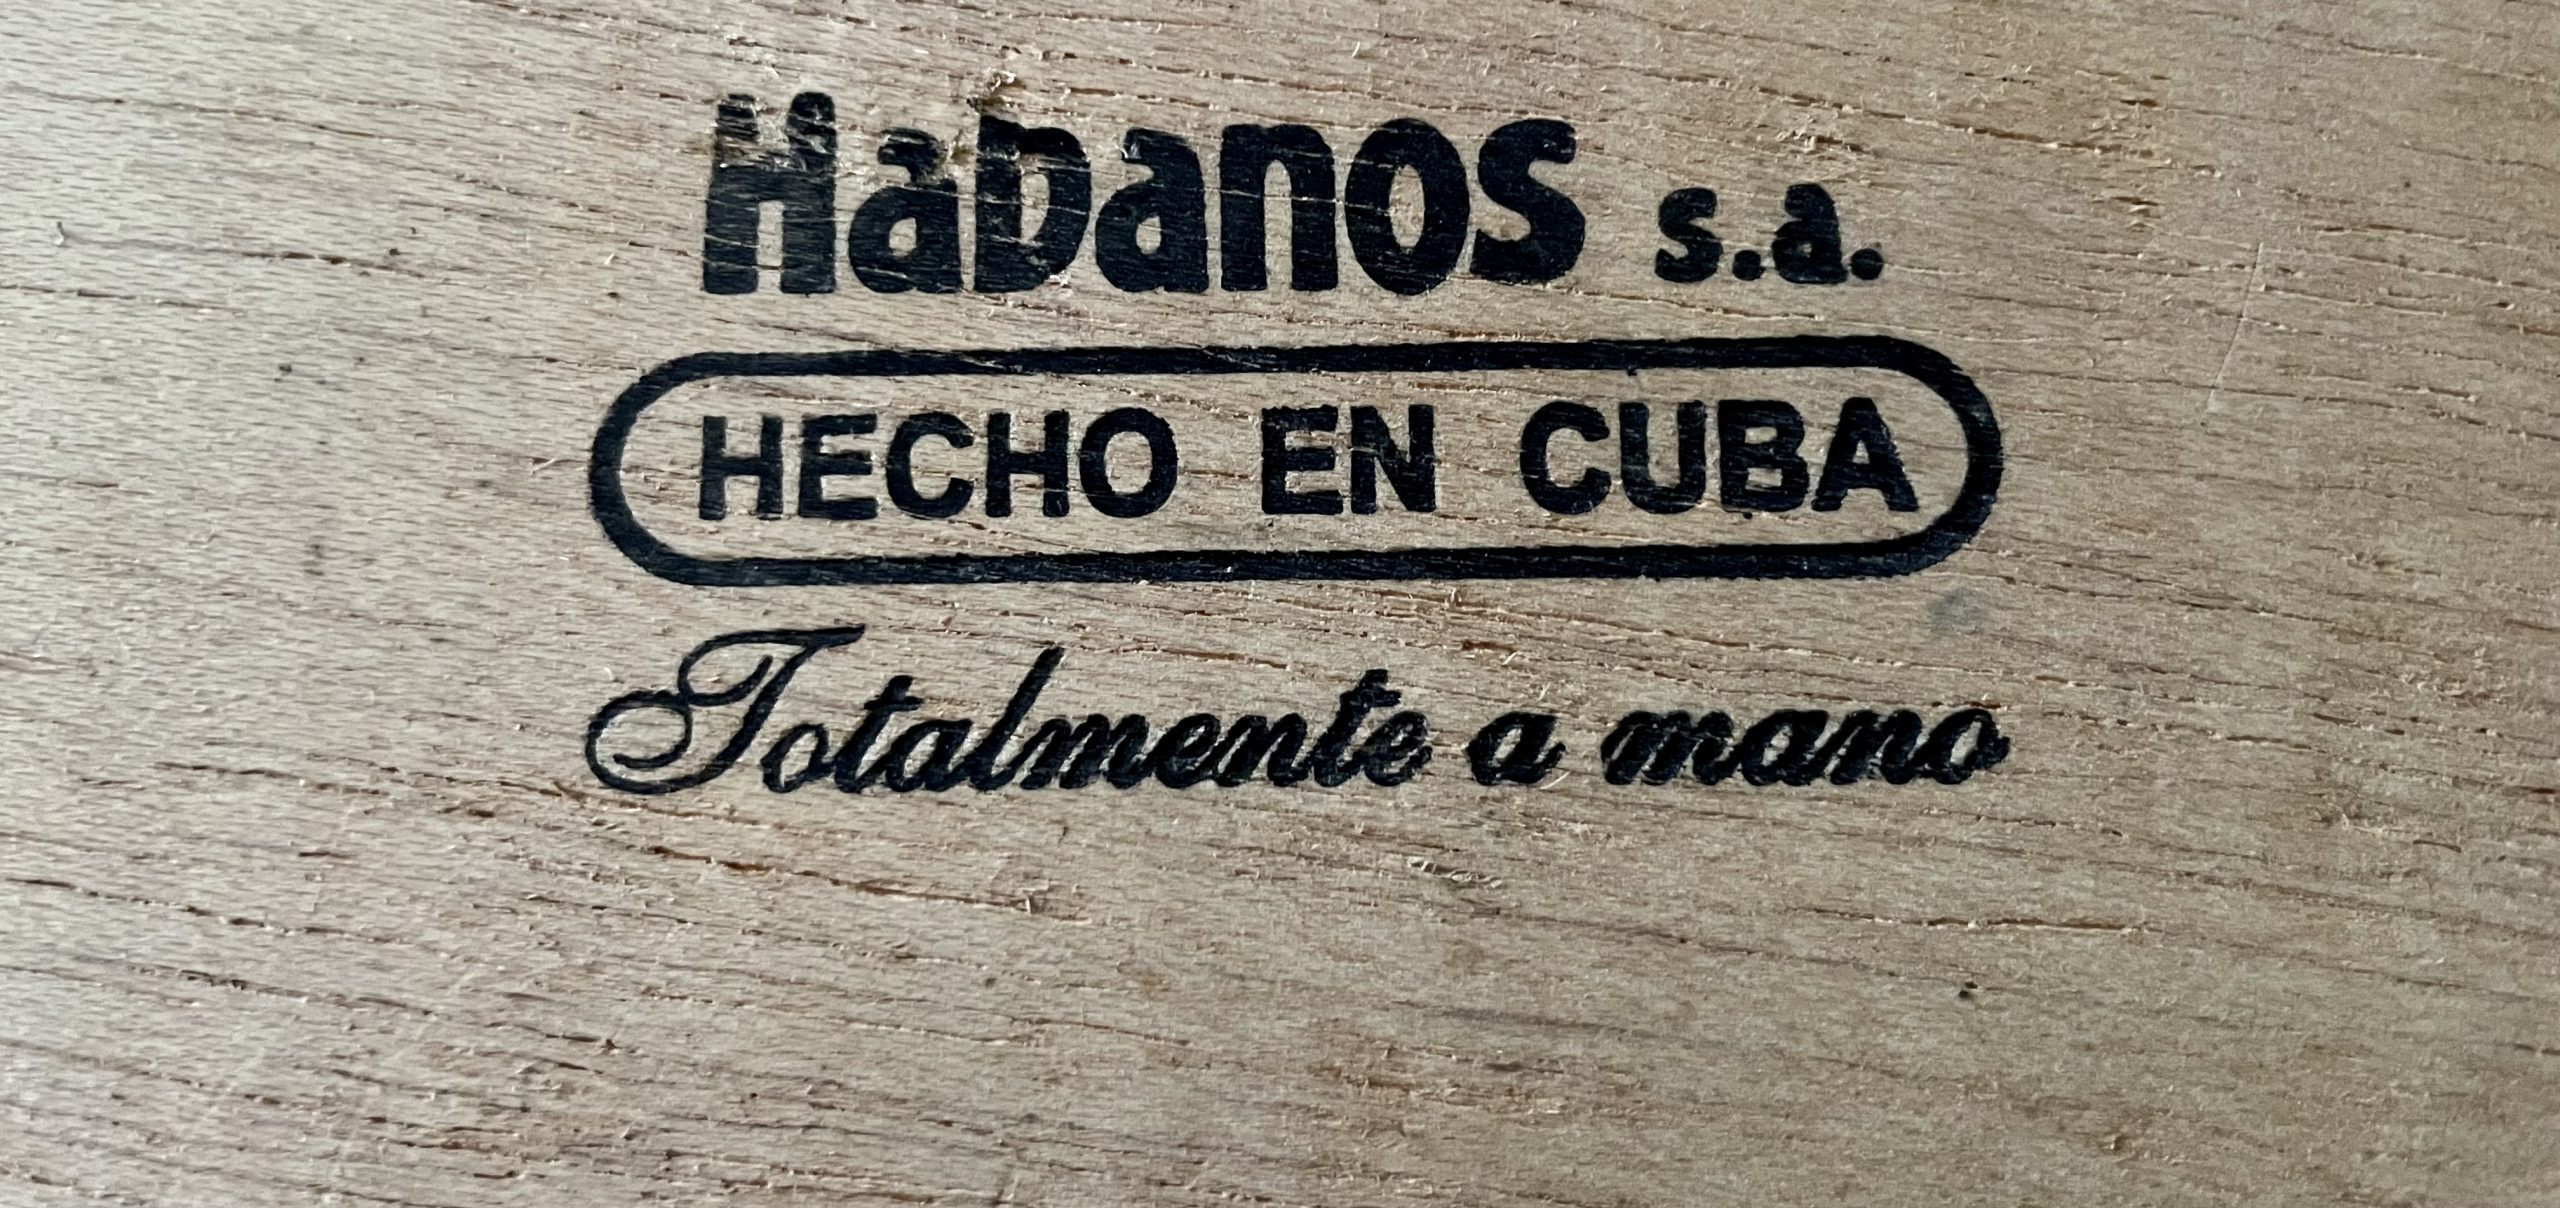 Habanos s.a.
HECHO EN CUBA
Totalmente a mano